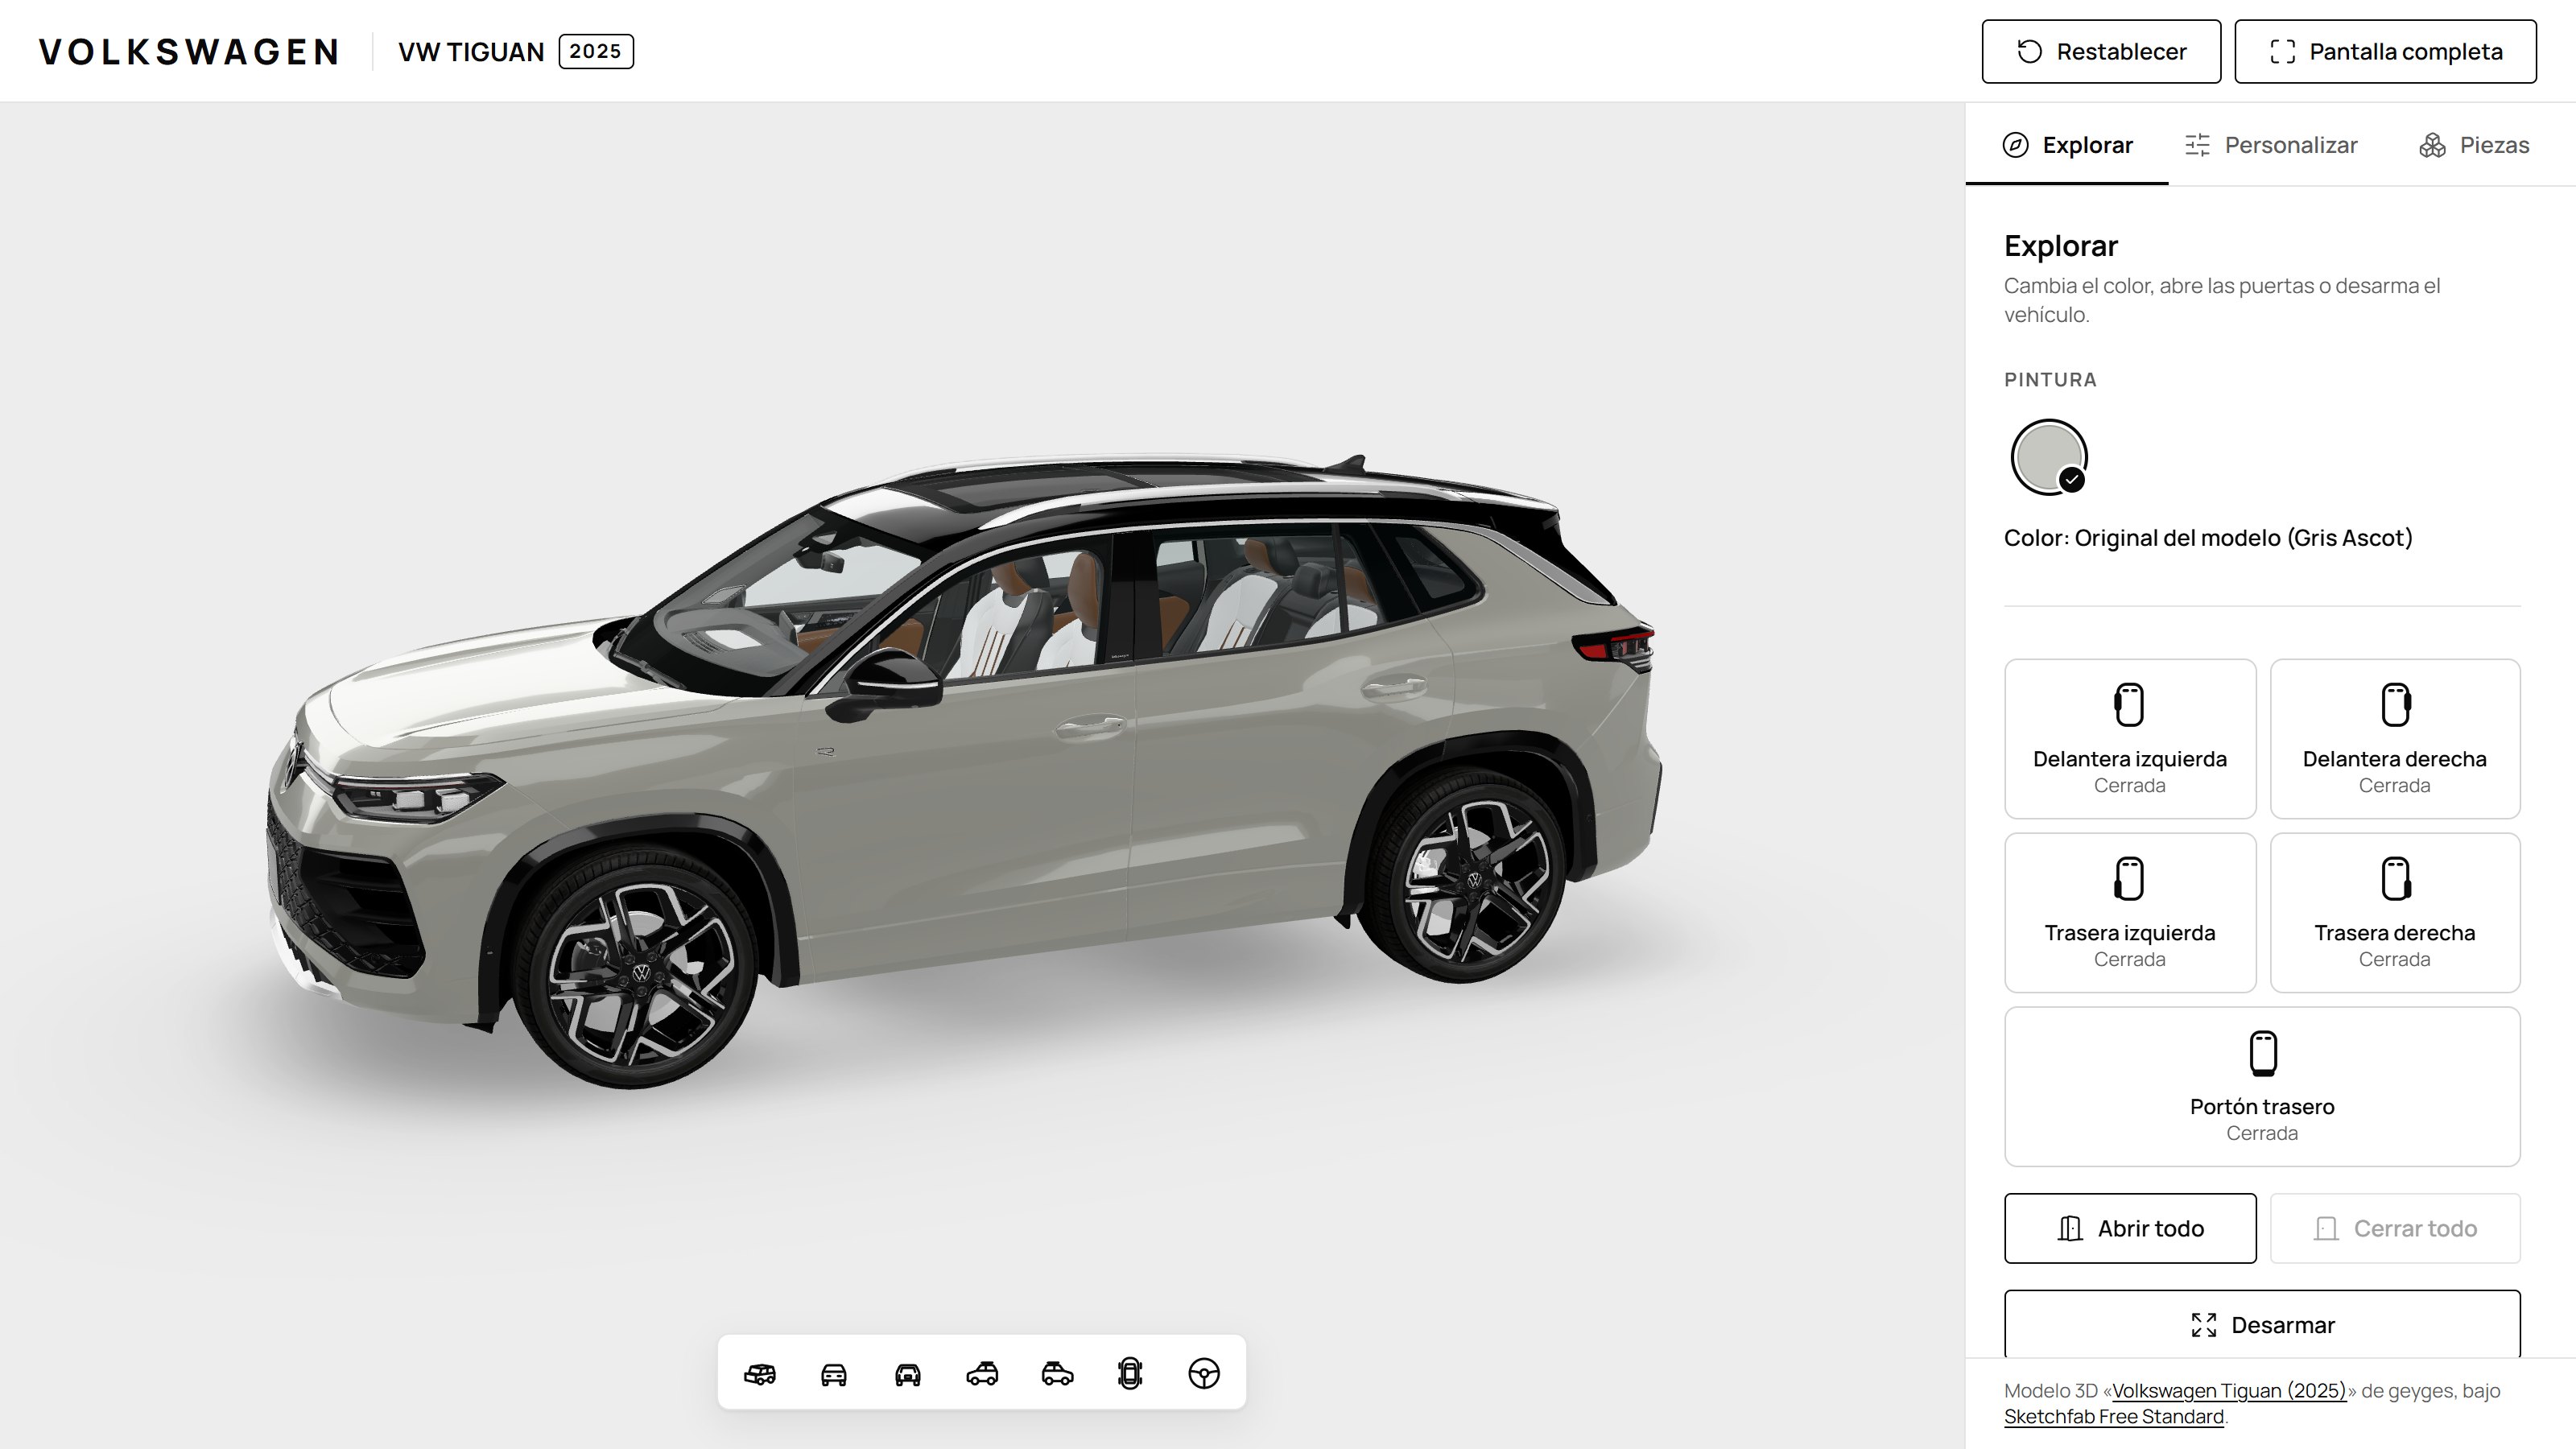 VOLKSWAGEN
VW TIGUAN
2025
Restablecer
Pantalla completa
Explorar
Personalizar
Piezas
Explorar
Cambia el color, abre las puertas o desarma el
vehículo.
PINTURA
Color: Original del modelo (Gris Ascot)
Delantera izquierda
Cerrada
Delantera derecha
Cerrada
Trasera izquierda
Cerrada
Trasera derecha
Cerrada
Portón trasero
Cerrada
Abrir todo
Cerrar todo
Desarmar
Modelo 3D «Volkswagen Tiguan (2025)» de geyges, bajo
Sketchfab Free Standard.